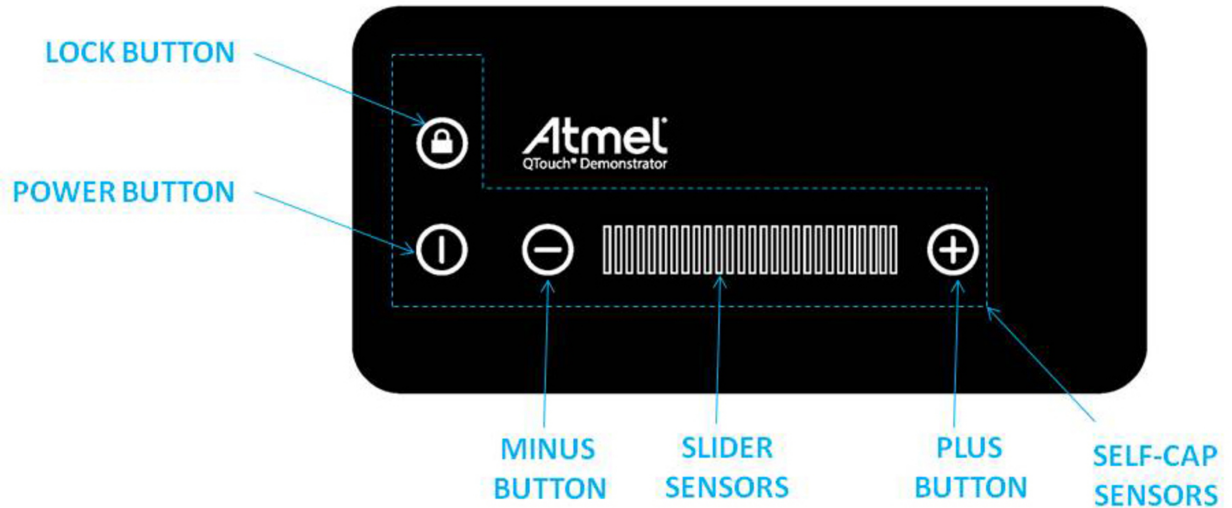 LOCK BUTTON
Atmel
QTouch® Demonstrator
POWER BUTTON
MINUS
BUTTON
SLIDER
SENSORS
PLUS
BUTTON
SELF-CAP
SENSORS